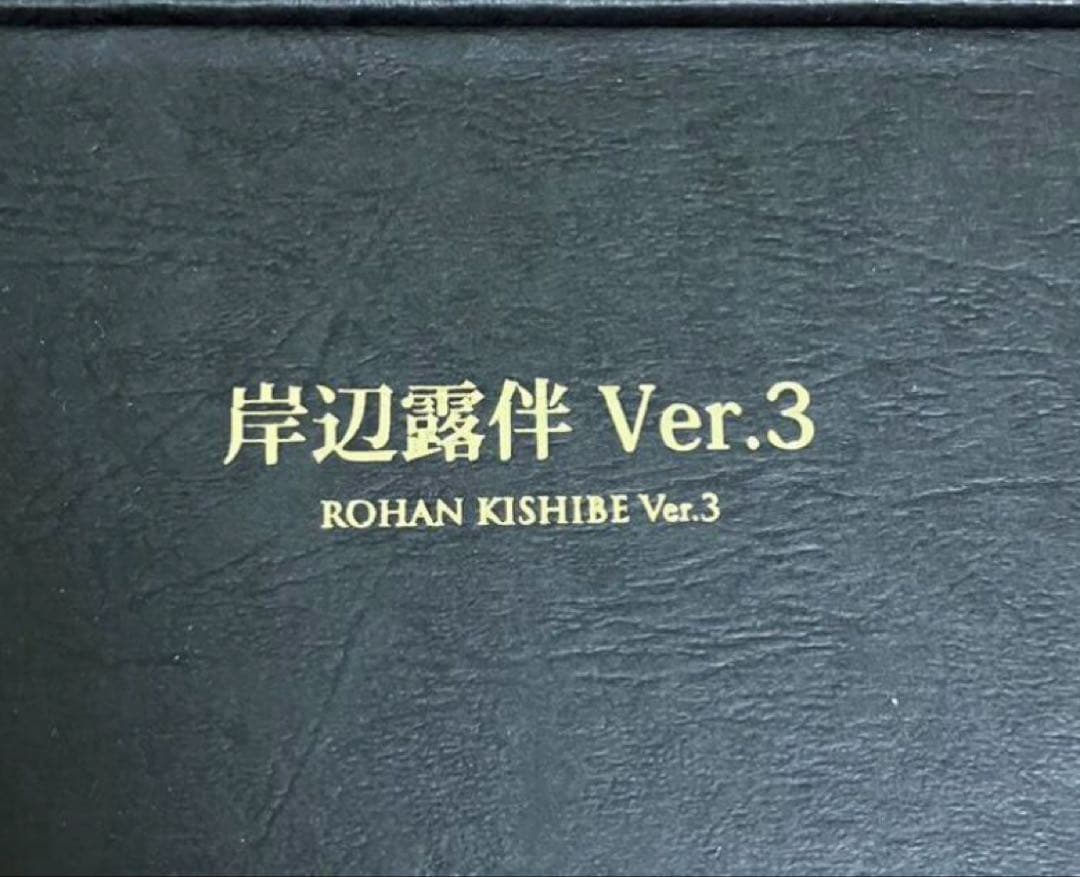 岸辺露伴 Ver.3
ROHAN KISHIBE Ver.3